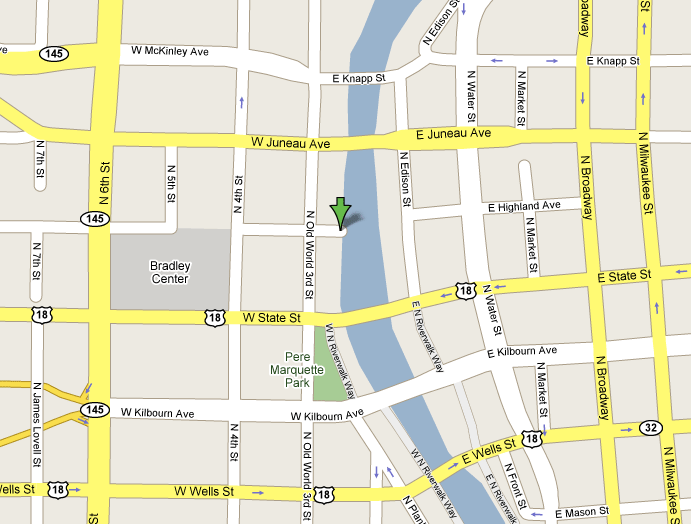 N Edison St
Broadway
St
W McKinley Ave
145
E Knapp St
E Knapp St
N Water St
N Market St
W Juneau Ave
E Juneau Ave
N 7th St
N 6th St
N 5th St
N 4th St
N Edison St
N Broadway
N Milwaukee St
145
N Old World 3rd St
E Highland Ave
N 7th St
Bradley
Center
N Market St
E State St
18
18
18
W State St
N Water St
E N Riverwalk Way
W N Riverwalk Way
Pere
Marquette
Park
E Kilbourn Ave
N James Lovell St
145
W Kilbourn Ave
W Kilbourn Ave
N Market St
N Broadway
N 4th St
N Old World 3rd St
32
18
E Wells St
W N Riverwalk Way
E N Riverwalk Way
N Milwaukee St
Wells St
18
W Wells St
18
N Front St
N Plan
E Mason St
St